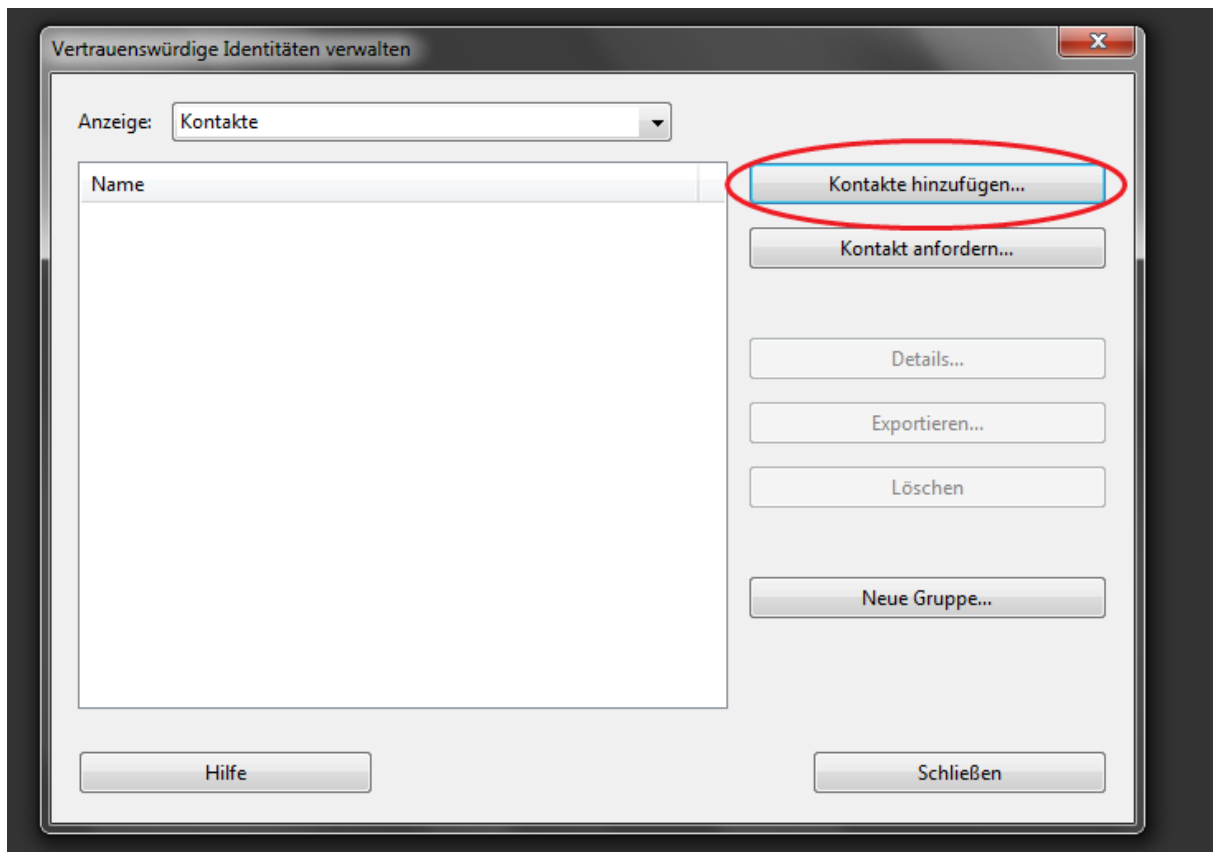 Vertrauenswürdige Identitäten verwalten
Anzeige: Kontakte
Name
Kontakte hinzufügen...
Kontakt anfordern...
Details...
Exportieren...
Löschen
Neue Gruppe...
Hilfe
Schließen